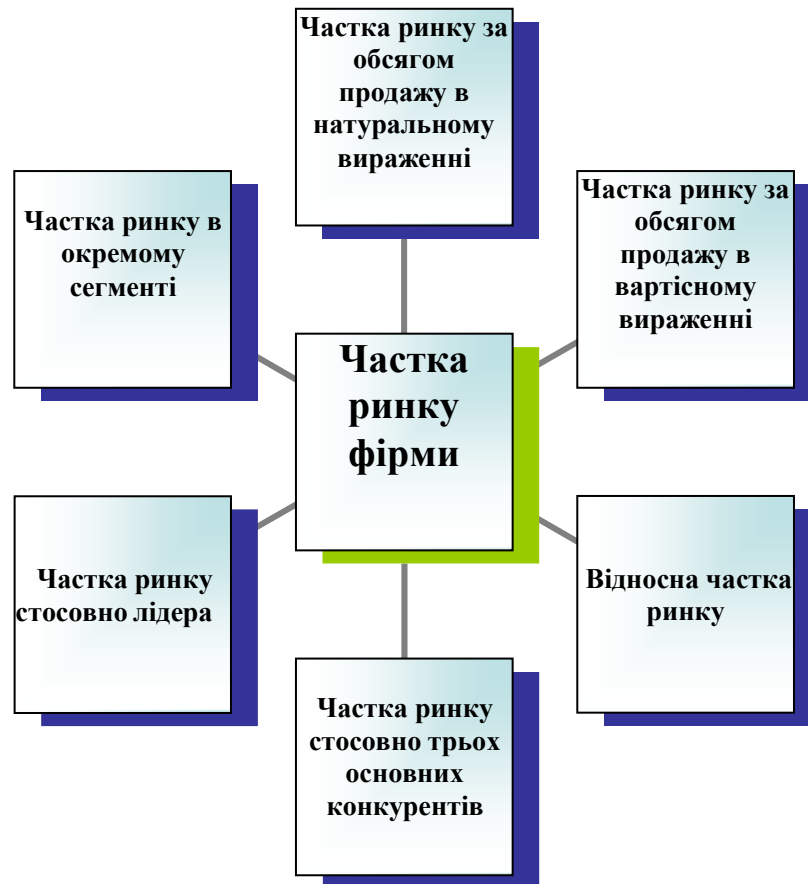 Частка ринку за
обсягом
продажу в
натуральному
вираженні
Частка ринку за
обсягом
продажу в
вартісному
вираженні
Частка ринку в
окремому
сегменті
Частка
ринку
фірми
Частка ринку
стосовно лідера
Відносна частка
ринку
Частка ринку
стосовно трьох
основних
конкурентів